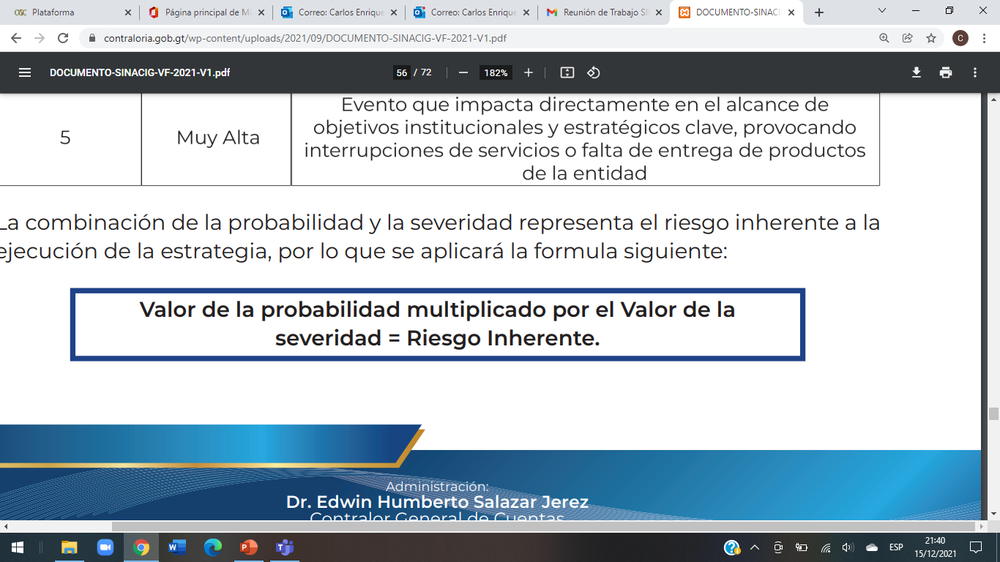 Plataforma
Página principal de Mi
Correo: Carlos Enrique
Correo: Carlos Enrique
Reunión de Trabajo SI
DOCUMENTO-SINACI
contraloria.gob.gt/wp-content/uploads/2021/09/DOCUMENTO-SINACIG-VF-2021-V1.pdf
C
DOCUMENTO-SINACIG-VF-2021-V1.pdf
56 / 72
182%
5
Muy Alta
Evento que impacta directamente en el alcance de
objetivos institucionales y estratégicos clave, provocando
interrupciones de servicios o falta de entrega de productos
de la entidad
La combinación de la probabilidad y la severidad representa el riesgo inherente a la
ejecución de la estrategia, por lo que se aplicará la formula siguiente:
Valor de la probabilidad multiplicado por el Valor de la
severidad = Riesgo Inherente.
Administración:
Dr. Edwin Humberto Salazar Jerez
Contralor General de Cuentas
ESP
21:40
15/12/2021